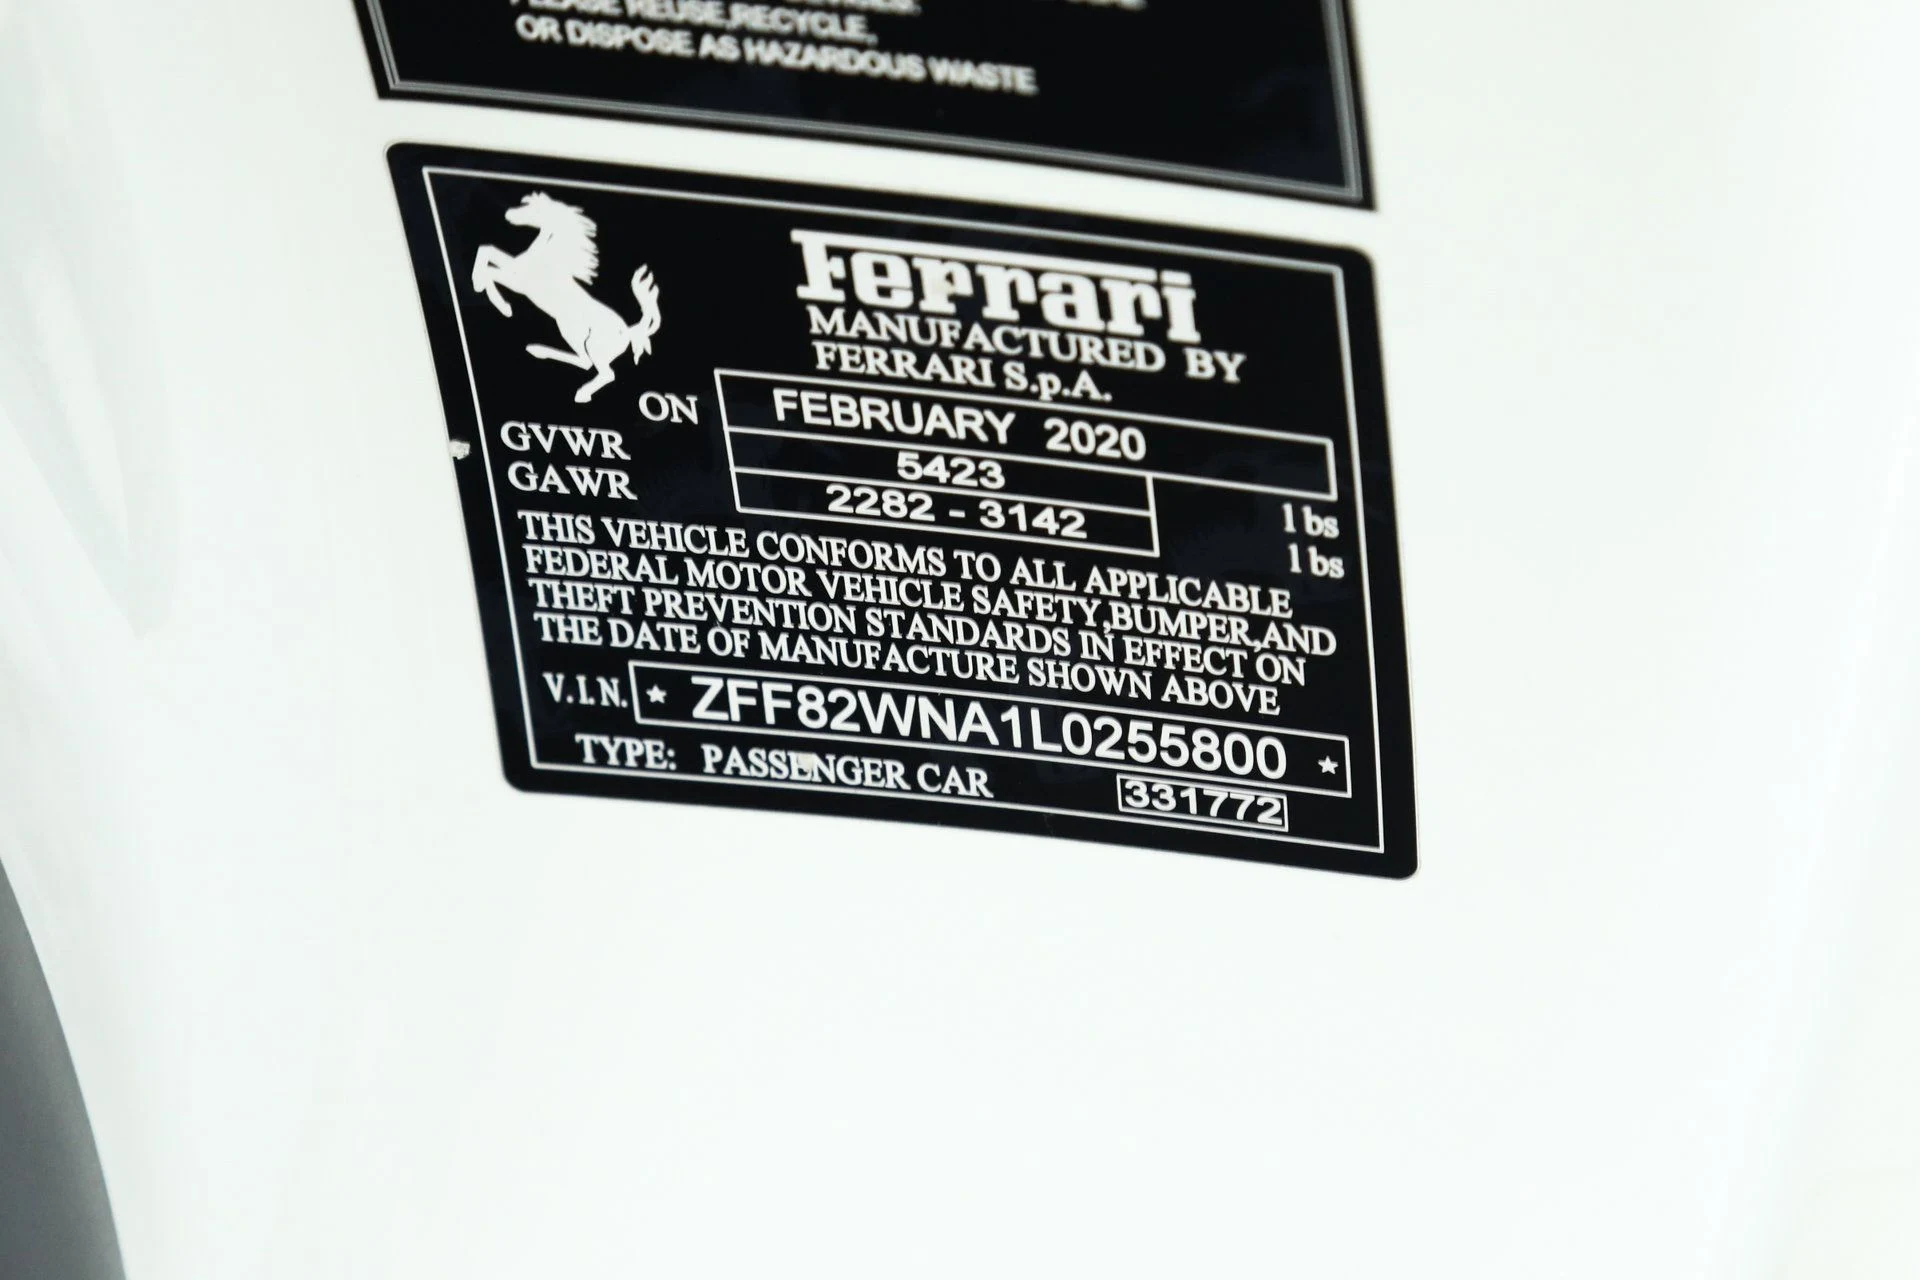 PLEASE REUSE,RECYCLE,
OR DISPOSE AS HAZARDOUS WASTE
Ferrari
MANUFACTURED BY
FERRARI S.p.A.
ON FEBRUARY 2020
GVWR 5423 lbs
GAWR 2282 - 3142 lbs
THIS VEHICLE CONFORMS TO ALL APPLICABLE
FEDERAL MOTOR VEHICLE SAFETY,BUMPER,AND
THEFT PREVENTION STANDARDS IN EFFECT ON
THE DATE OF MANUFACTURE SHOWN ABOVE
V.I.N. ★ ZFF82WNA1L0255800 ★
TYPE: PASSENGER CAR 331772